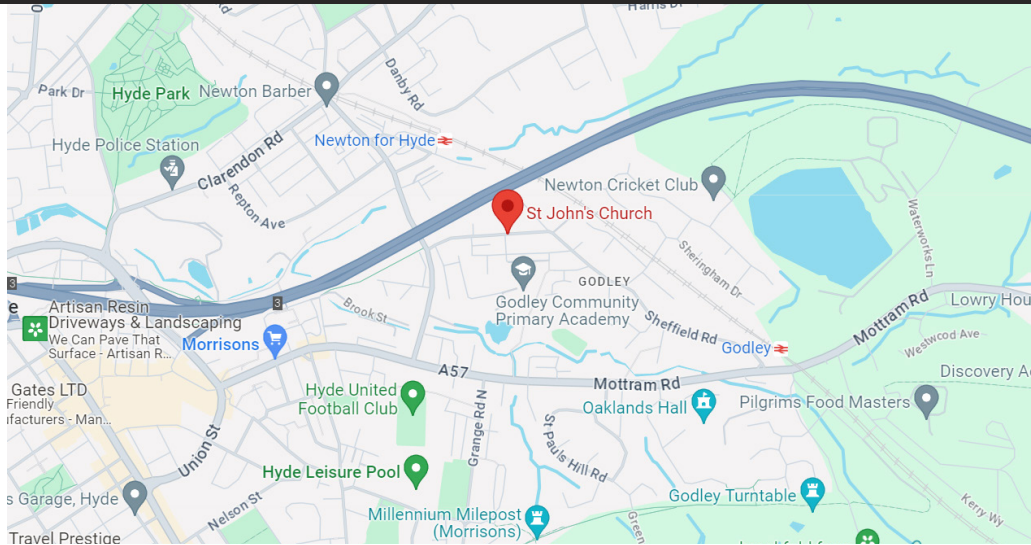 Harris Dr
Rd
Danby Rd
Park Dr
Hyde Park
Newton Barber
Newton for Hyde
Hyde Police Station
Clarendon Rd
Repton Ave
Newton Cricket Club
St John's Church
Waterworks Ln
Sheringham Dr
GODLEY
Godley Community
Primary Academy
3
3
Artisan Resin
Driveways & Landscaping
We Can Pave That
Surface - Artisan R...
Brook St
Morrisons
Sheffield Rd
Godley
Mottram Rd
Lowry Hou
Westwood Ave
A57
Mottram Rd
Discovery Ac
Gates LTD
Friendly
ufacturers - Man...
Hyde United
Football Club
Oaklands Hall
Pilgrims Food Masters
Grange Rd N
St Pauls Hill Rd
Union St
Hyde Leisure Pool
s Garage, Hyde
Nelson St
Godley Turntable
Kerry Wy
Millennium Milepost
(Morrisons)
Green
Travel Prestige